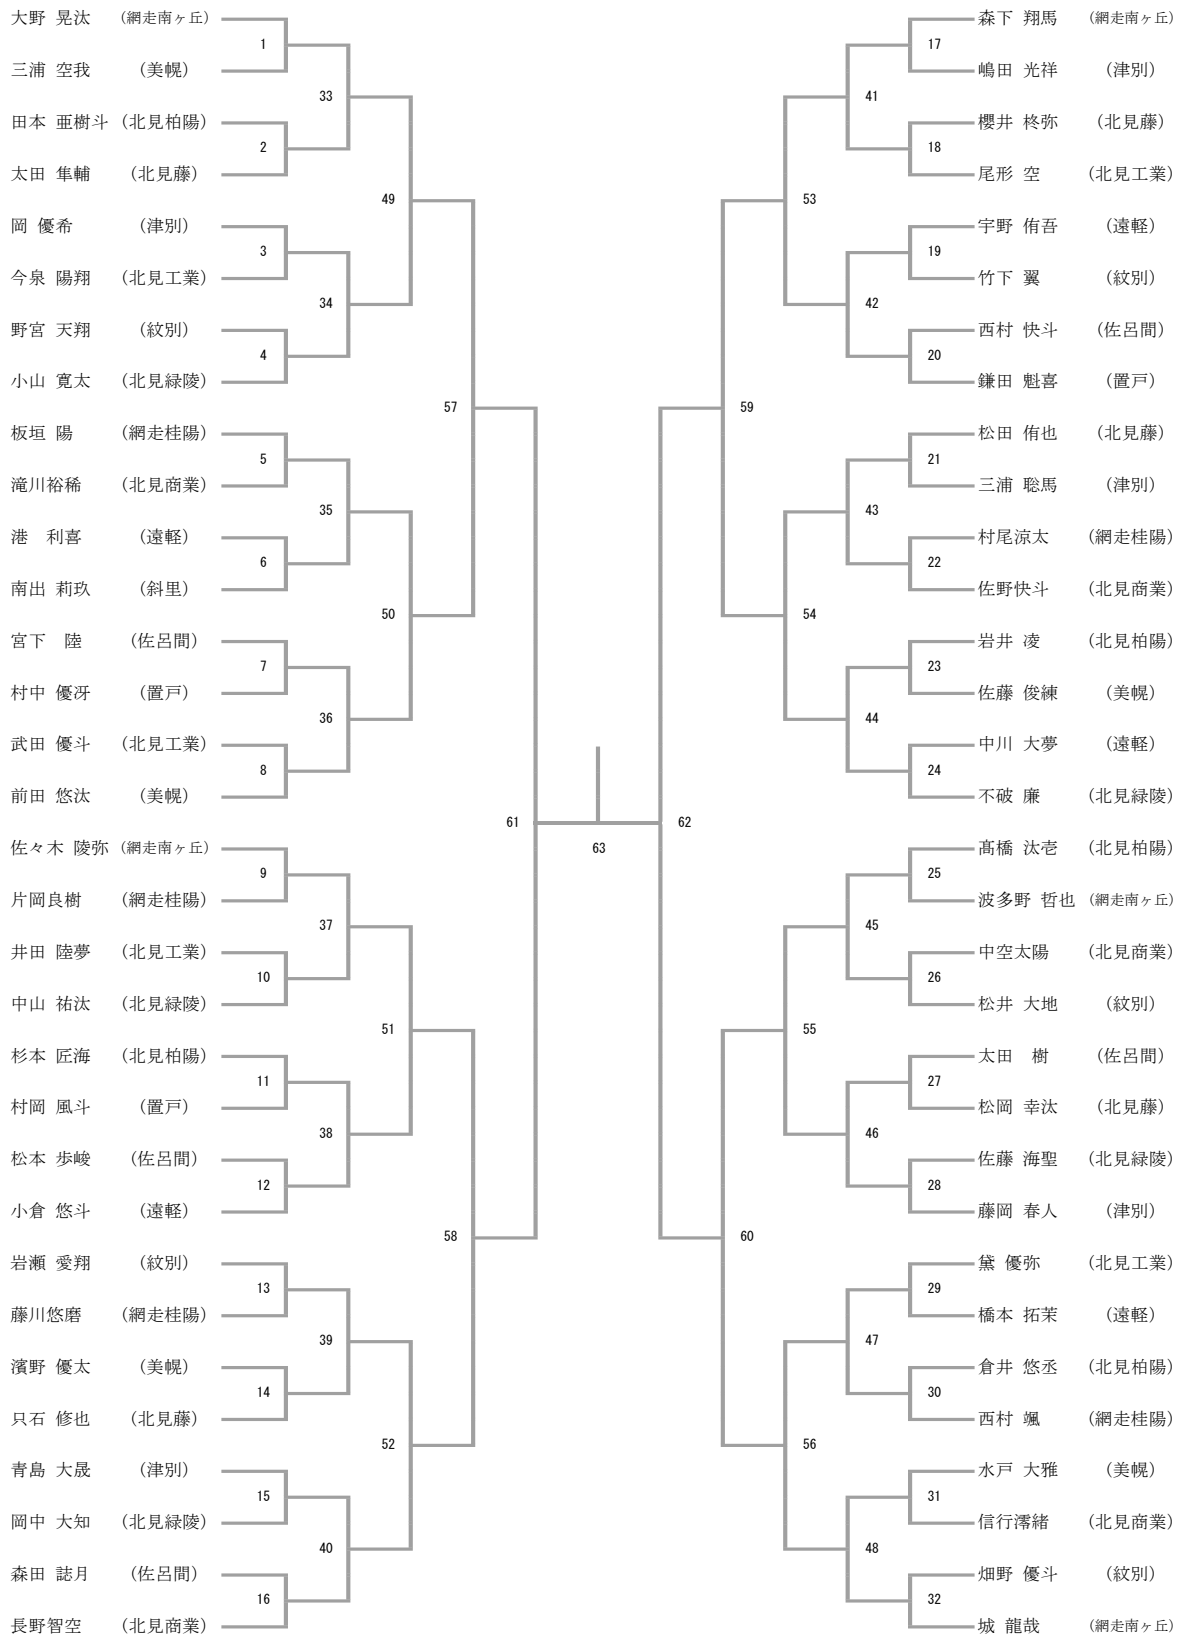 大野 晃汰 (網走南ヶ丘)
1
三浦 空我 (美幌)
33
田本 亜樹斗 (北見柏陽)
2
太田 隼輔 (北見藤)
49
岡 優希 (津別)
3
今泉 陽翔 (北見工業)
34
野宮 天翔 (紋別)
4
小山 寛太 (北見緑陵)
57
板垣 陽 (網走桂陽)
5
滝川裕稀 (北見商業)
35
港 利喜 (遠軽)
6
南出 莉玖 (斜里)
50
宮下 陸 (佐呂間)
7
村中 優冴 (置戸)
36
武田 優斗 (北見工業)
8
前田 悠汰 (美幌)
61
佐々木 陵弥 (網走南ヶ丘)
9
片岡良樹 (網走桂陽)
37
井田 陸夢 (北見工業)
10
中山 祐汰 (北見緑陵)
51
杉本 匠海 (北見柏陽)
11
村岡 風斗 (置戸)
38
松本 歩峻 (佐呂間)
12
小倉 悠斗 (遠軽)
58
岩瀬 愛翔 (紋別)
13
藤川悠磨 (網走桂陽)
39
濱野 優太 (美幌)
14
只石 修也 (北見藤)
52
青島 大晟 (津別)
15
岡中 大知 (北見緑陵)
40
森田 誌月 (佐呂間)
16
長野智空 (北見商業)
63
森下 翔馬 (網走南ヶ丘)
17
嶋田 光祥 (津別)
41
櫻井 柊弥 (北見藤)
18
尾形 空 (北見工業)
53
宇野 侑吾 (遠軽)
19
竹下 翼 (紋別)
42
西村 快斗 (佐呂間)
20
鎌田 魁喜 (置戸)
59
松田 侑也 (北見藤)
21
三浦 聡馬 (津別)
43
村尾涼太 (網走桂陽)
22
佐野快斗 (北見商業)
54
岩井 凌 (北見柏陽)
23
佐藤 俊練 (美幌)
44
中川 大夢 (遠軽)
24
不破 廉 (北見緑陵)
62
髙橋 汰壱 (北見柏陽)
25
波多野 哲也 (網走南ヶ丘)
45
中空太陽 (北見商業)
26
松井 大地 (紋別)
55
太田 樹 (佐呂間)
27
松岡 幸汰 (北見藤)
46
佐藤 海聖 (北見緑陵)
28
藤岡 春人 (津別)
60
黛 優弥 (北見工業)
29
橋本 拓茉 (遠軽)
47
倉井 悠丞 (北見柏陽)
30
西村 颯 (網走桂陽)
56
水戸 大雅 (美幌)
31
信行澪緒 (北見商業)
48
畑野 優斗 (紋別)
32
城 龍哉 (網走南ヶ丘)